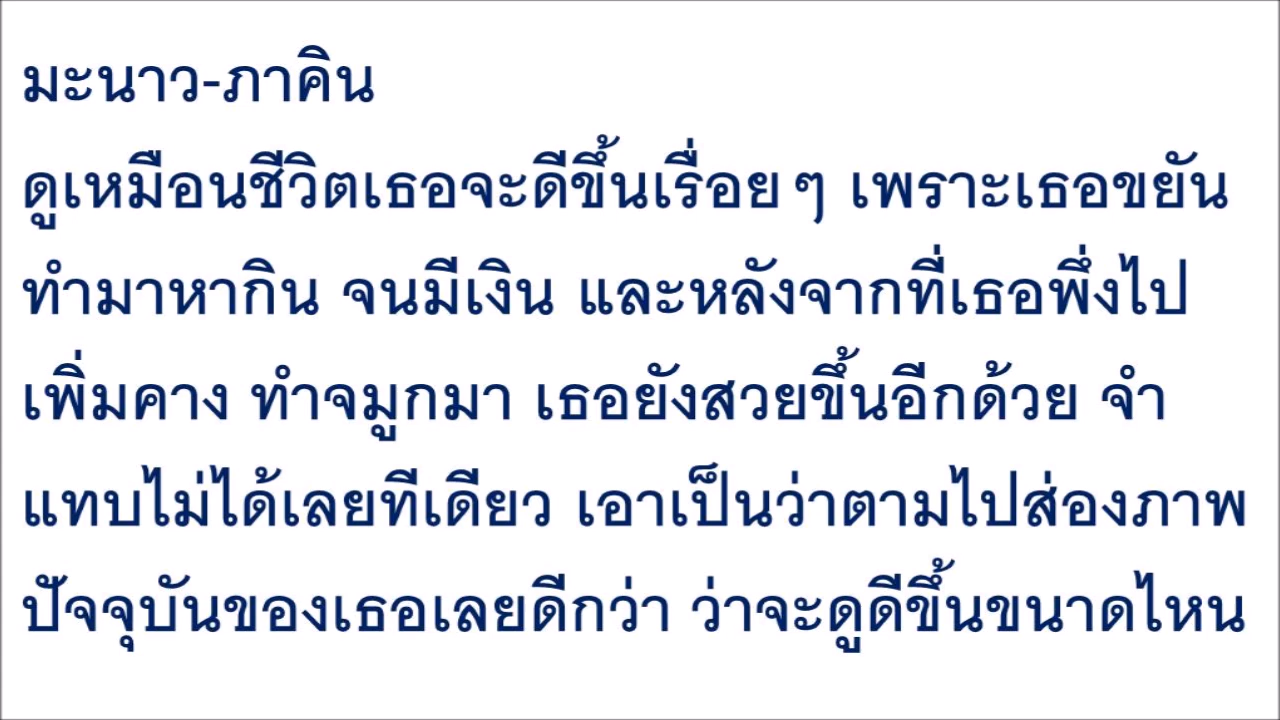 มะนาว-ภาคิน
ดูเหมือนชีวิตเธอจะดีขึ้นเรื่อย ๆ เพราะเธอขยัน
ทำมาหากิน จนมีเงิน และหลังจากที่เธอพึ่งไป
เพิ่มคาง ทำจมูกมา เธอยังสวยขึ้นอีกด้วย จำ
แทบไม่ได้เลยทีเดียว เอาเป็นว่าตามไปส่องภาพ
ปัจจุบันของเธอเลยดีกว่า ว่าจะดูดีขึ้นขนาดไหน